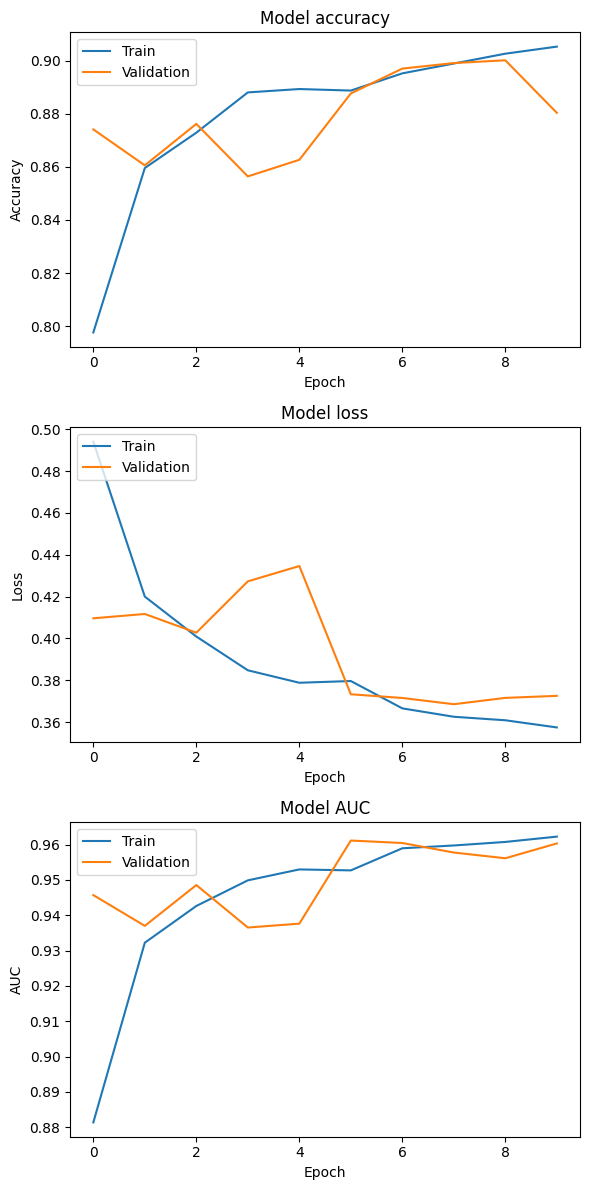 Model accuracy
Train
Validation
0.90
0.88
0.86
0.84
0.82
0.80
Accuracy
0 2 4 6 8
Epoch
Model loss
Train
Validation
0.50
0.48
0.46
0.44
0.42
0.40
0.38
0.36
Loss
0 2 4 6 8
Epoch
Model AUC
Train
Validation
0.96
0.95
0.94
0.93
0.92
0.91
0.90
0.89
0.88
AUC
0 2 4 6 8
Epoch